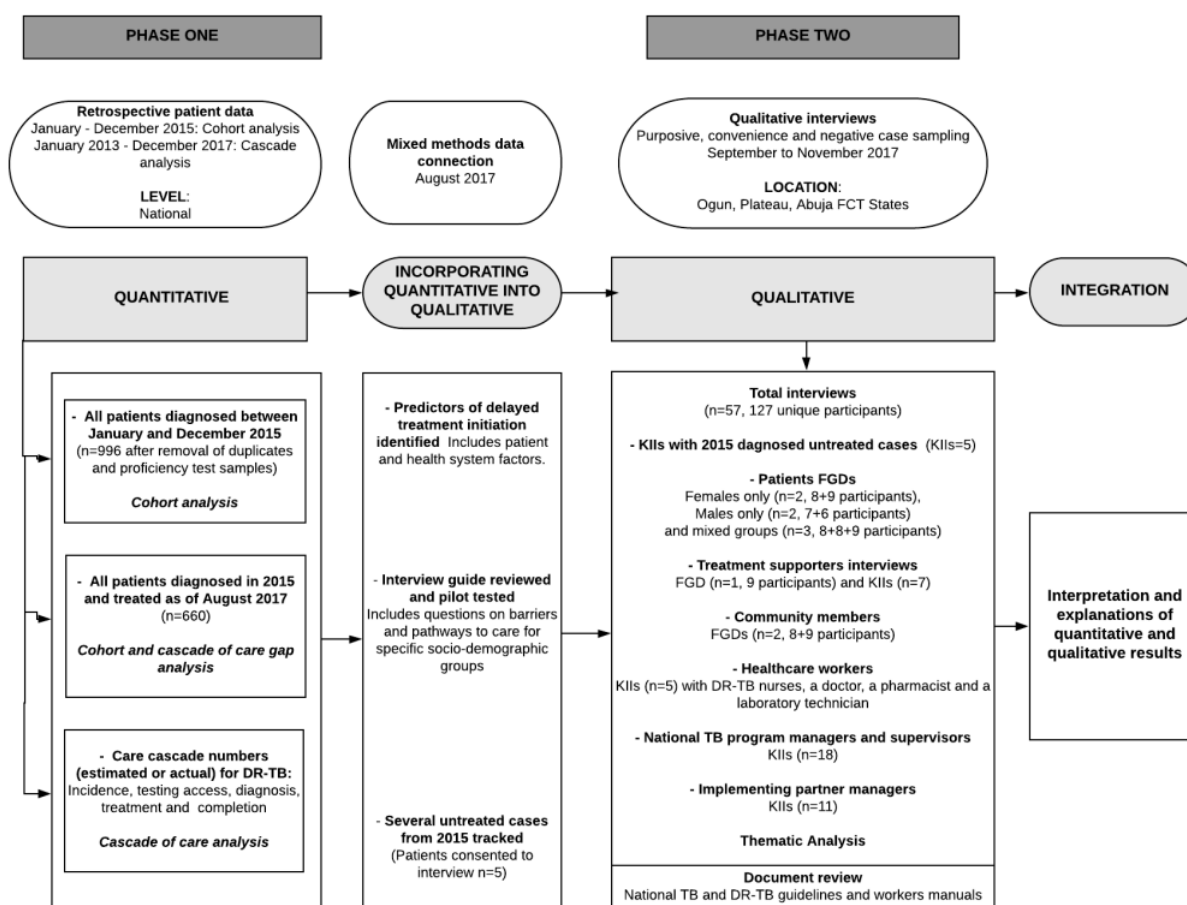 PHASE ONE
PHASE TWO
Retrospective patient data
January - December 2015: Cohort analysis
January 2013 - December 2017: Cascade
analysis
LEVEL:
National
Mixed methods data
connection
August 2017
Qualitative interviews
Purposive, convenience and negative case sampling
September to November 2017
LOCATION:
Ogun, Plateau, Abuja FCT States
QUANTITATIVE
INCORPORATING
QUANTITATIVE INTO
QUALITATIVE
QUALITATIVE
INTEGRATION
- All patients diagnosed between
January and December 2015
(n=996 after removal of duplicates
and proficiency test samples)
Cohort analysis
- All patients diagnosed in 2015
and treated as of August 2017
(n=660)
Cohort and cascade of care gap
analysis
- Care cascade numbers
(estimated or actual) for DR-TB:
Incidence, testing access, diagnosis,
treatment and completion
Cascade of care analysis
- Predictors of delayed
treatment initiation
identified Includes patient
and health system factors.
- Interview guide reviewed
and pilot tested
Includes questions on barriers
and pathways to care for
specific socio-demographic
groups
- Several untreated cases
from 2015 tracked
(Patients consented to
interview n=5)
Total interviews
(n=57, 127 unique participants)
- KIIs with 2015 dagnosed untreated cases (KIIs=5)
- Patients FGDs
Females only (n=2, 8+9 participants),
Males only (n=2, 7+6 participants)
and mixed groups (n=3, 8+8+9 participants)
- Treatment supporters interviews
FGD (n=1, 9 participants) and KIIs (n=7)
- Community members
FGDs (n=2, 8+9 participants)
- Healthcare workers
KIIs (n=5) with DR-TB nurses, a doctor, a pharmacist and a
laboratory technician
- National TB program managers and supervisors
KIIs (n=18)
- Implementing partner managers
KIIs (n=11)
Thematic Analysis
Document review
National TB and DR-TB guidelines and workers manuals
Interpretation and
explanations of
quantitative and
qualitative results